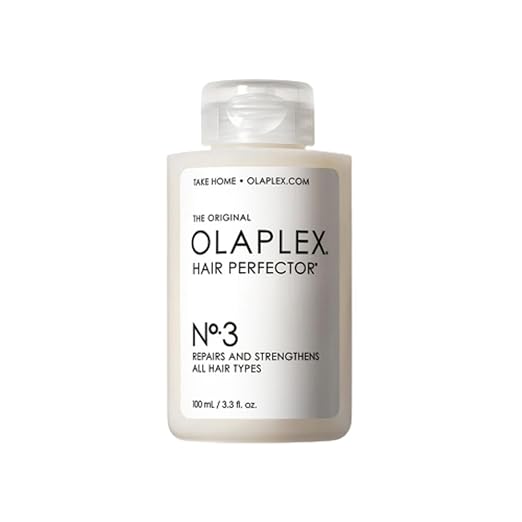 TAKE HOME • OLAPLEX.COM
THE ORIGINAL
OLAPLEX.
HAIR PERFECTOR®
Nº.3
REPAIRS AND STRENGTHENS
ALL HAIR TYPES
100 mL / 3.3 fl. oz.